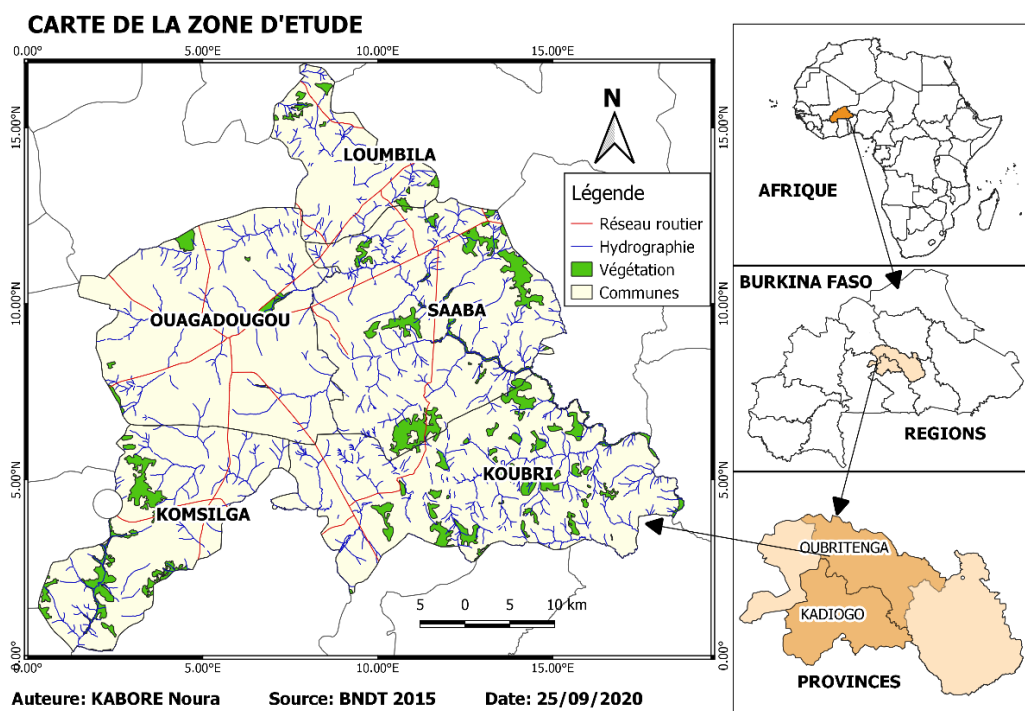 CARTE DE LA ZONE D'ETUDE
0.00°E 5.00°E 10.00°E 15.00°E
15.00°N
10.00°N
5.00°N
0.00°
N
LOUMBILA
OUAGADOUGOU
SAABA
KOUBRI
KOMSILGA
Légende
Réseau routier
Hydrographie
Végétation
Communes
5 0 5 10 km
0.00°E 5.00°E 10.00°E 15.00°E
15.00°N
10.00°N
5.00°N
0.00°
Auteure: KABORE Noura Source: BNDT 2015 Date: 25/09/2020
AFRIQUE
BURKINA FASO
REGIONS
OUBRITENGA
KADIOGO
PROVINCES